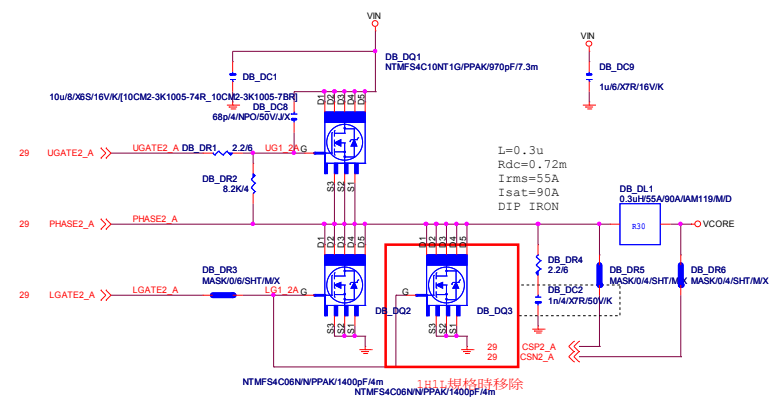 VIN
DB_DQ1
NTMFS4C10NT1G/PPAK/970pF/7.3m
VIN
DB_DC1
DB_DC9
1u/6/X7R/16V/K
10u/8/X6S/16V/K/[10CM2-3K1005-74R_10CM2-3K1005-7BR]
DB_DC8
68p/4/NPO/50V/J/X
D1 D2 D3 D4 D5
29 UGATE2_A
UGATE2_A
DB_DR1
2.2/6
UG1_2A
G
S3 S2 S1
DB_DR2
8.2K/4
L=0.3u
Rdc=0.72m
Irms=55A
Isat=90A
DIP IRON
DB_DL1
0.3uH/55A/90A/IAM119/M/D
R30
VCORE
29 PHASE2_A
PHASE2_A
D1 D2 D3 D4 D5
D1 D2 D3 D4 D5
DB_DR3
MASK/0/6/SHT/M/X
29 LGATE2_A
LGATE2_A
LG1_2A
G
S3 S2 S1
DB_DQ2
G
S3 S2 S1
DB_DQ3
DB_DR4
2.2/6
DB_DC2
1n/4/X7R/50V/K
DB_DR5
MASK/0/4/SHT/M/X
DB_DR6
MASK/0/4/SHT/M/X
29 CSP2_A
29 CSN2_A
NTMFS4C06N/N/PPAK/1400pF/4m
1H1L規格時移除
NTMFS4C06N/N/PPAK/1400pF/4m